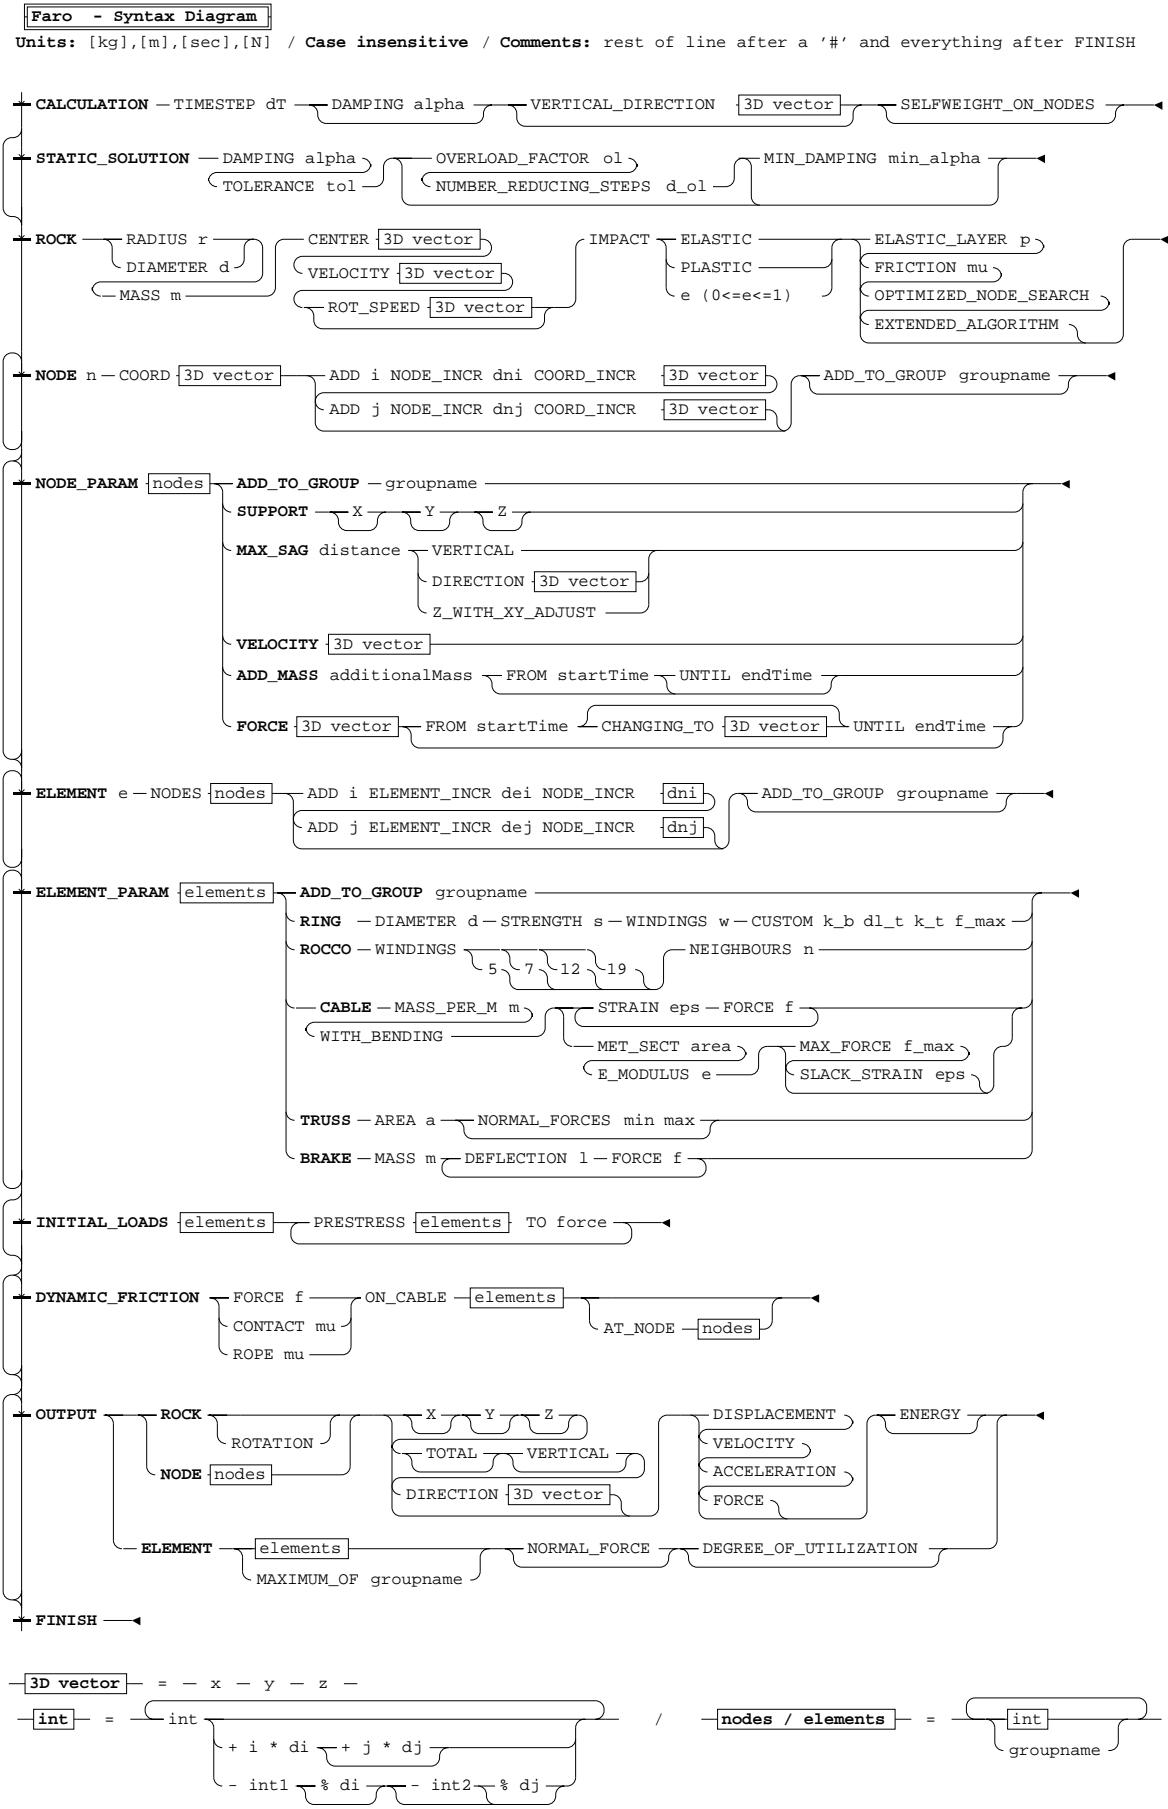 Faro - Syntax Diagram
Units: [kg],[m],[sec],[N] / Case insensitive / Comments: rest of line after a '#' and everything after FINISH
CALCULATION TIMESTEP dT DAMPING alpha VERTICAL_DIRECTION 3D vector SELFWEIGHT_ON_NODES
STATIC_SOLUTION DAMPING alpha OVERLOAD_FACTOR ol MIN_DAMPING min_alpha
TOLERANCE tol NUMBER_REDUCING_STEPS d_ol
ROCK RADIUS r CENTER 3D vector IMPACT ELASTIC ELASTIC_LAYER p
DIAMETER d VELOCITY 3D vector PLASTIC FRICTION mu
MASS m ROT_SPEED 3D vector e (0<=e<=1) OPTIMIZED_NODE_SEARCH
EXTENDED_ALGORITHM
NODE n COORD 3D vector ADD i NODE_INCR dni COORD_INCR 3D vector ADD_TO_GROUP groupname
ADD j NODE_INCR dnj COORD_INCR 3D vector
NODE_PARAM nodes ADD_TO_GROUP groupname
SUPPORT X Y Z
MAX_SAG distance VERTICAL
DIRECTION 3D vector
Z_WITH_XY_ADJUST
VELOCITY 3D vector
ADD_MASS additionalMass FROM startTime UNTIL endTime
FORCE 3D vector FROM startTime CHANGING_TO 3D vector UNTIL endTime
ELEMENT e NODES nodes ADD i ELEMENT_INCR dei NODE_INCR dni ADD_TO_GROUP groupname
ADD j ELEMENT_INCR dej NODE_INCR dnj
ELEMENT_PARAM elements ADD_TO_GROUP groupname
RING DIAMETER d STRENGTH s WINDINGS w CUSTOM k_b dl_t k_t f_max
ROCCO WINDINGS NEIGHBOURS n
5 7 12 19
CABLE MASS_PER_M m STRAIN eps FORCE f
WITH_BENDING
MET_SECT area MAX_FORCE f_max
E_MODULUS e SLACK_STRAIN eps
TRUSS AREA a NORMAL_FORCES min max
BRAKE MASS m DEFLECTION l FORCE f
INITIAL_LOADS elements PRESTRESS elements TO force
DYNAMIC_FRICTION FORCE f ON_CABLE elements
CONTACT mu AT_NODE nodes
ROPE mu
OUTPUT ROCK X Y Z DISPLACEMENT ENERGY
ROTATION TOTAL VERTICAL VELOCITY
NODE nodes ACCELERATION
DIRECTION 3D vector FORCE
ELEMENT elements NORMAL_FORCE DEGREE_OF_UTILIZATION
MAXIMUM_OF groupname
FINISH
3D vector = x y z
int = int / nodes / elements = int
+ i * di + j * dj groupname
- int1 % di - int2 % dj